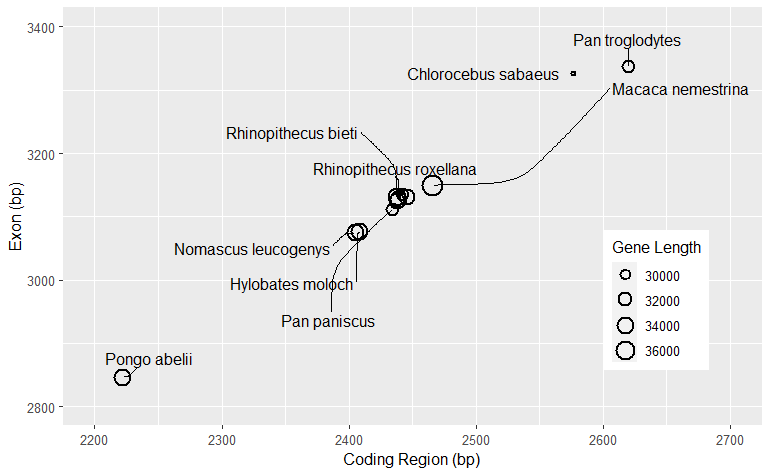 3400
Pan troglodytes
Chlorocebus sabaeus
Macaca nemestrina
Rhinopithecus bieti
3200
Rhinopithecus roxellana
Exon (bp)
Nomascus leucogenys
Gene Length
30000
3000
Hylobates moloch
32000
Pan paniscus
34000
36000
Pongo abelii
2800
2200
2300
2400
2500
2600
2700
Coding Region (bp)